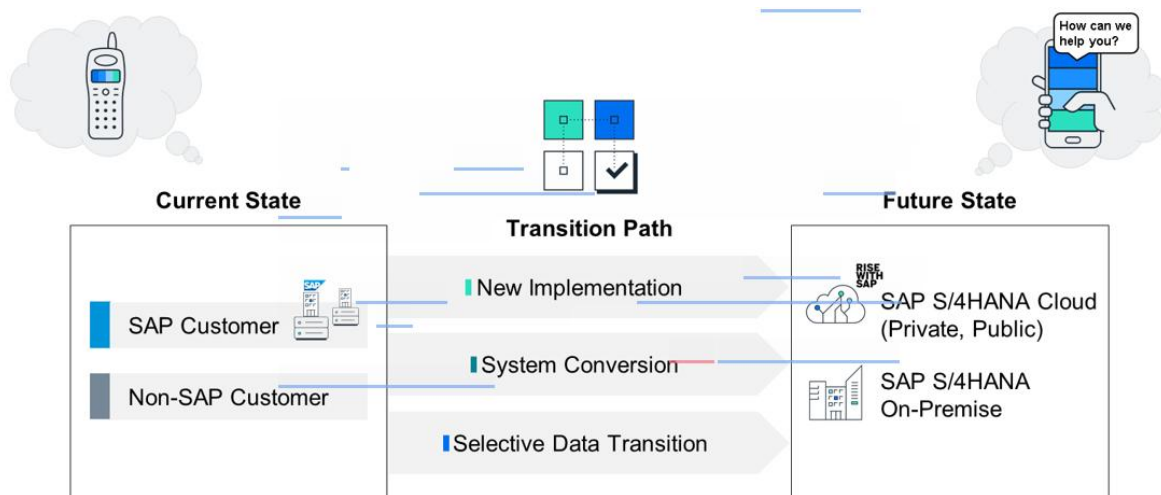 How can we
help you?
Current State
Transition Path
Future State
SAP
SAP Customer
Non-SAP Customer
New Implementation
System Conversion
Selective Data Transition
RISE
WITH
SAP
SAP S/4HANA Cloud
(Private, Public)
SAP S/4HANA
On-Premise